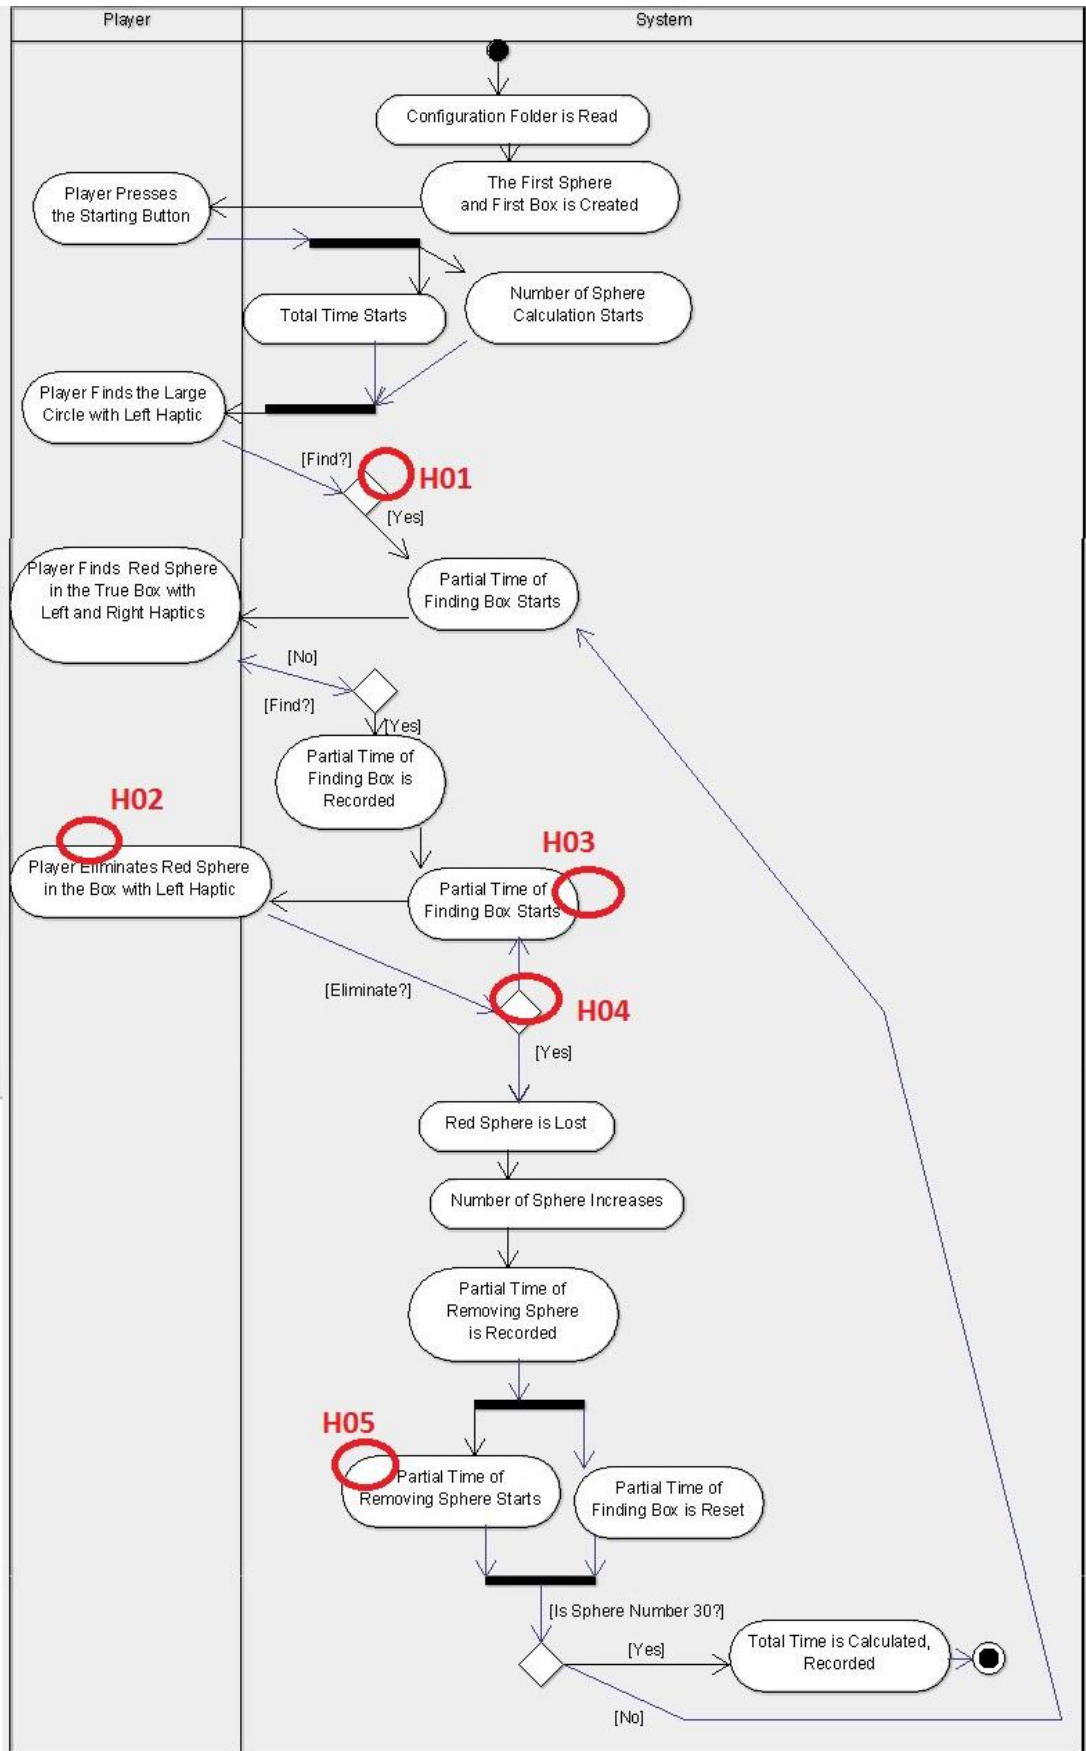 Player
System
Configuration Folder is Read
The First Sphere
and First Box is Created
Player Presses
the Starting Button
Number of Sphere
Calculation Starts
Total Time Starts
Player Finds the Large
Circle with Left Haptic
[Find?]
H01
[Yes]
Player Finds Red Sphere
in the True Box with
Left and Right Haptics
Partial Time of
Finding Box Starts
[No]
[Find?]
[Yes]
Partial Time of
Finding Box is
Recorded
H02
H03
Player Eliminates Red Sphere
in the Box with Left Haptic
Partial Time of
Finding Box Starts
[Eliminate?]
H04
[Yes]
Red Sphere is Lost
Number of Sphere Increases
Partial Time of
Removing Sphere
is Recorded
H05
Partial Time of
Removing Sphere Starts
Partial Time of
Finding Box is Reset
[Is Sphere Number 30?]
[Yes]
Total Time is Calculated,
Recorded
[No]